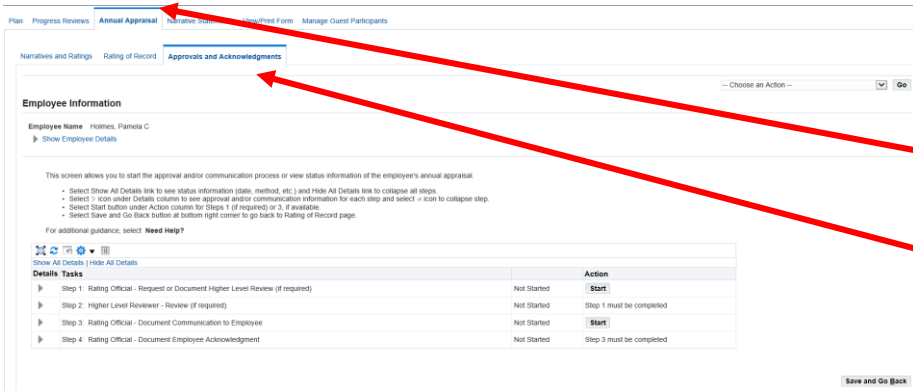 Plan Progress Reviews Annual Appraisal Narrative View/Print Form Manage Guest Participants
Narratives and Ratings Rating of Record Approvals and Acknowledgments
-- Choose an Action -- Go
Employee Information
Employee Name Holmes, Pamela C
Show Employee Details
This screen allows you to start the approval and/or communication process or view status information of the employee's annual appraisal.
• Select Show All Details link to see status information (date, method, etc.) and Hide All Details link to collapse all steps.
• Select icon under Details column to see approval and/or communication information for each step and select icon to collapse step.
• Select Start button under Action column for Steps 1 (if required) or 3, if available.
• Select Save and Go Back button at bottom right corner to go back to Rating of Record page.
For additional guidance, select Need Help?
Show All Details | Hide All Details
Details Tasks Action
Step 1: Rating Official - Request or Document Higher Level Review (if required) Not Started Start
Step 2: Higher Level Reviewer - Review (if required) Not Started Step 1 must be completed
Step 3: Rating Official - Document Communication to Employee Not Started Start
Step 4: Rating Official - Document Employee Acknowledgment Not Started Step 3 must be completed
Save and Go Back